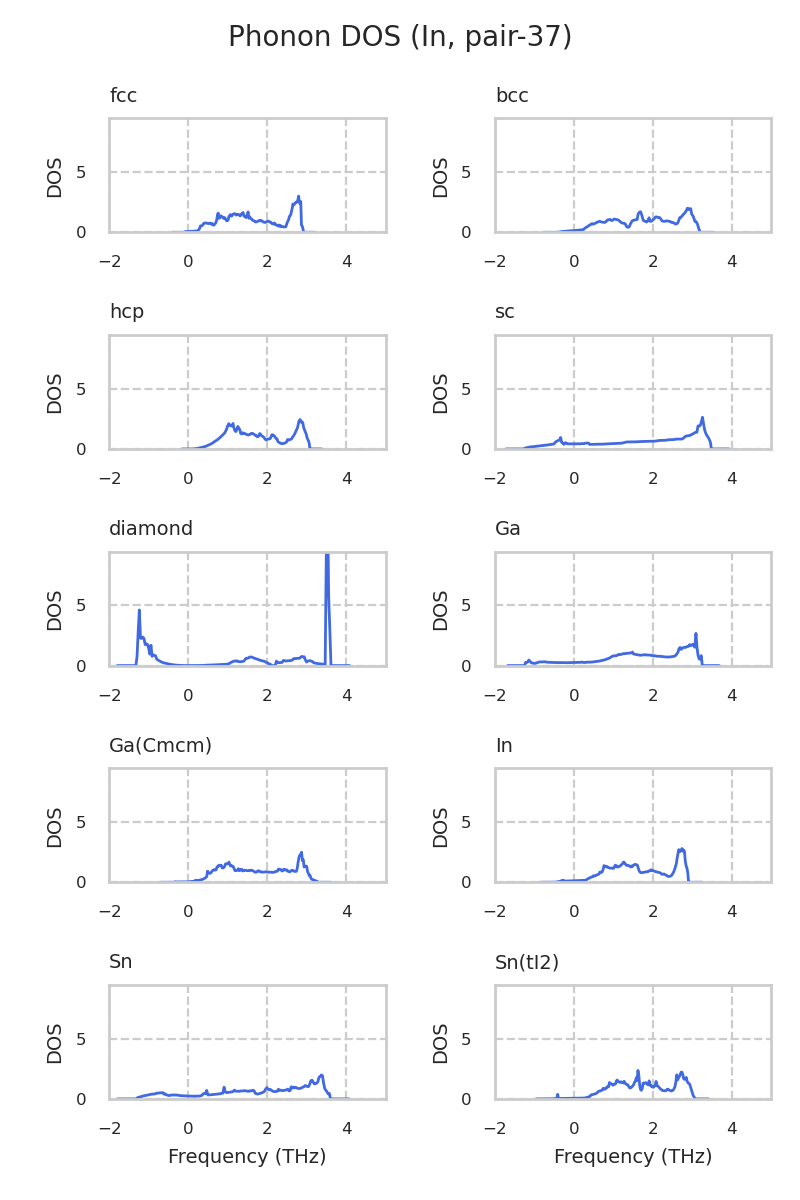 Phonon DOS (In, pair-37)
fcc
bcc
DOS
5
0
−2 0 2 4
DOS
5
0
−2 0 2 4
hcp
sc
DOS
5
0
−2 0 2 4
DOS
5
0
−2 0 2 4
diamond
Ga
DOS
5
0
−2 0 2 4
DOS
5
0
−2 0 2 4
Ga(Cmcm)
In
DOS
5
0
−2 0 2 4
DOS
5
0
−2 0 2 4
Sn
Sn(tI2)
DOS
5
0
−2 0 2 4
Frequency (THz)
DOS
5
0
−2 0 2 4
Frequency (THz)